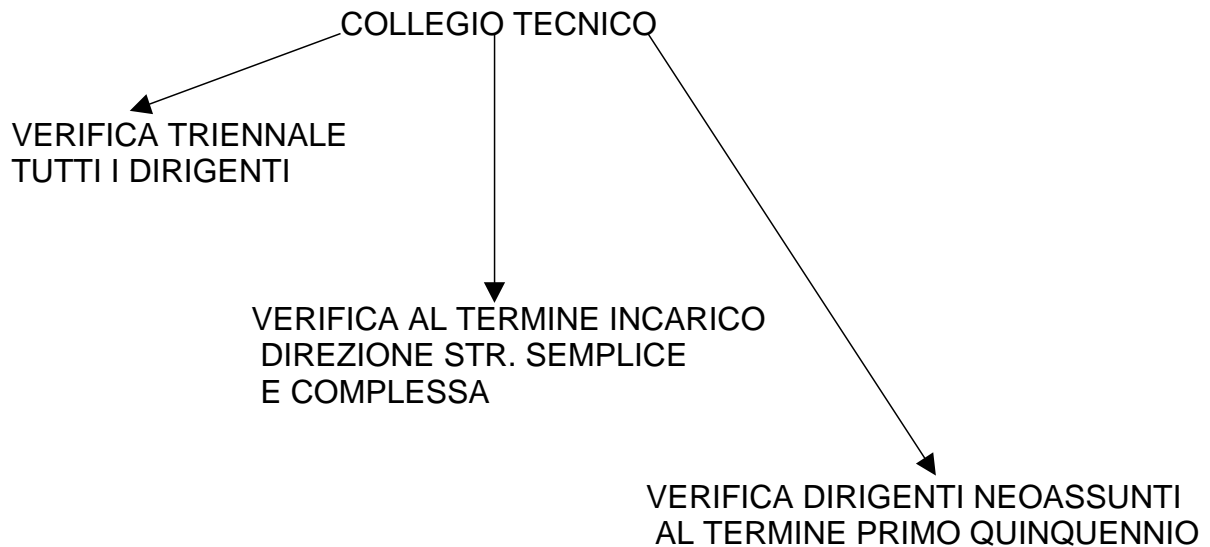 COLLEGIO TECNICO
VERIFICA TRIENNALE
TUTTI I DIRIGENTI
VERIFICA AL TERMINE INCARICO
DIREZIONE STR. SEMPLICE
E COMPLESSA
VERIFICA DIRIGENTI NEOASSUNTI
AL TERMINE PRIMO QUINQUENNIO